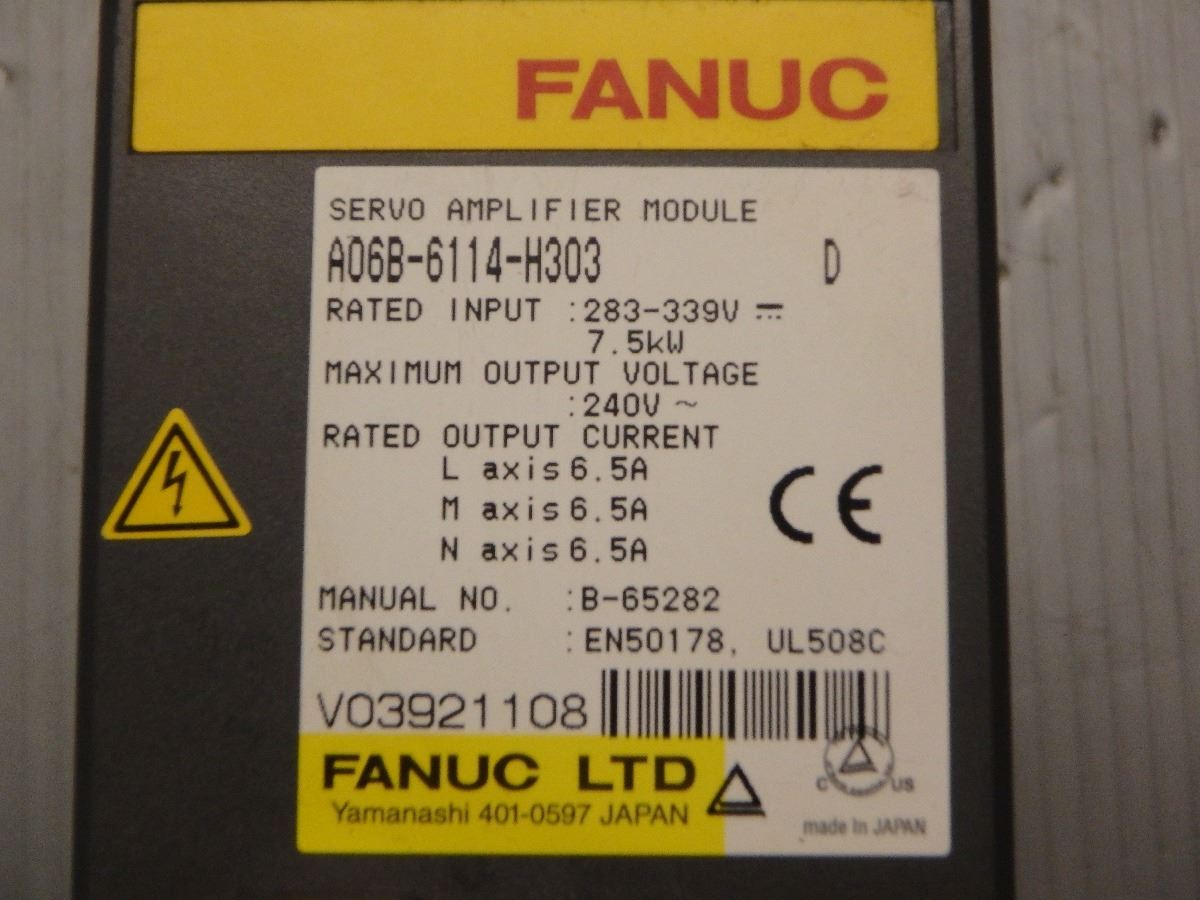 FANUC
SERVO AMPLIFIER MODULE
A06B-6114-H303 D
RATED INPUT :283-339V ⎓
7.5kW
MAXIMUM OUTPUT VOLTAGE
:240V ~
RATED OUTPUT CURRENT
L axis 6.5A
M axis 6.5A
N axis 6.5A
CE
MANUAL NO. :B-65282
STANDARD :EN50178, UL508C
V03921108
FANUC LTD
Yamanashi 401-0597 JAPAN
C US
made In JAPAN